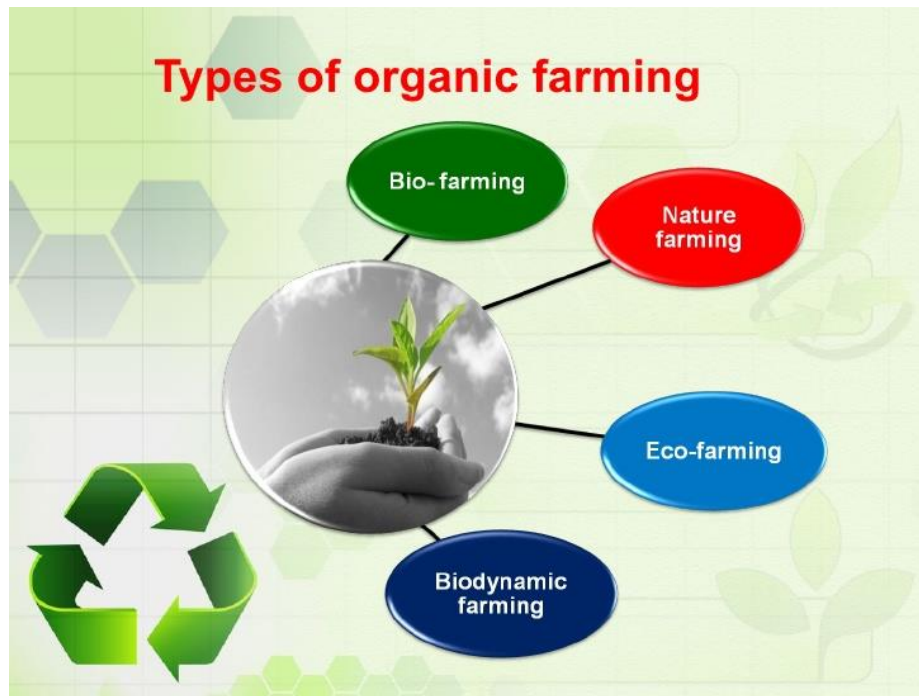 Types of organic farming
Bio- farming
Nature
farming
Eco-farming
Biodynamic
farming